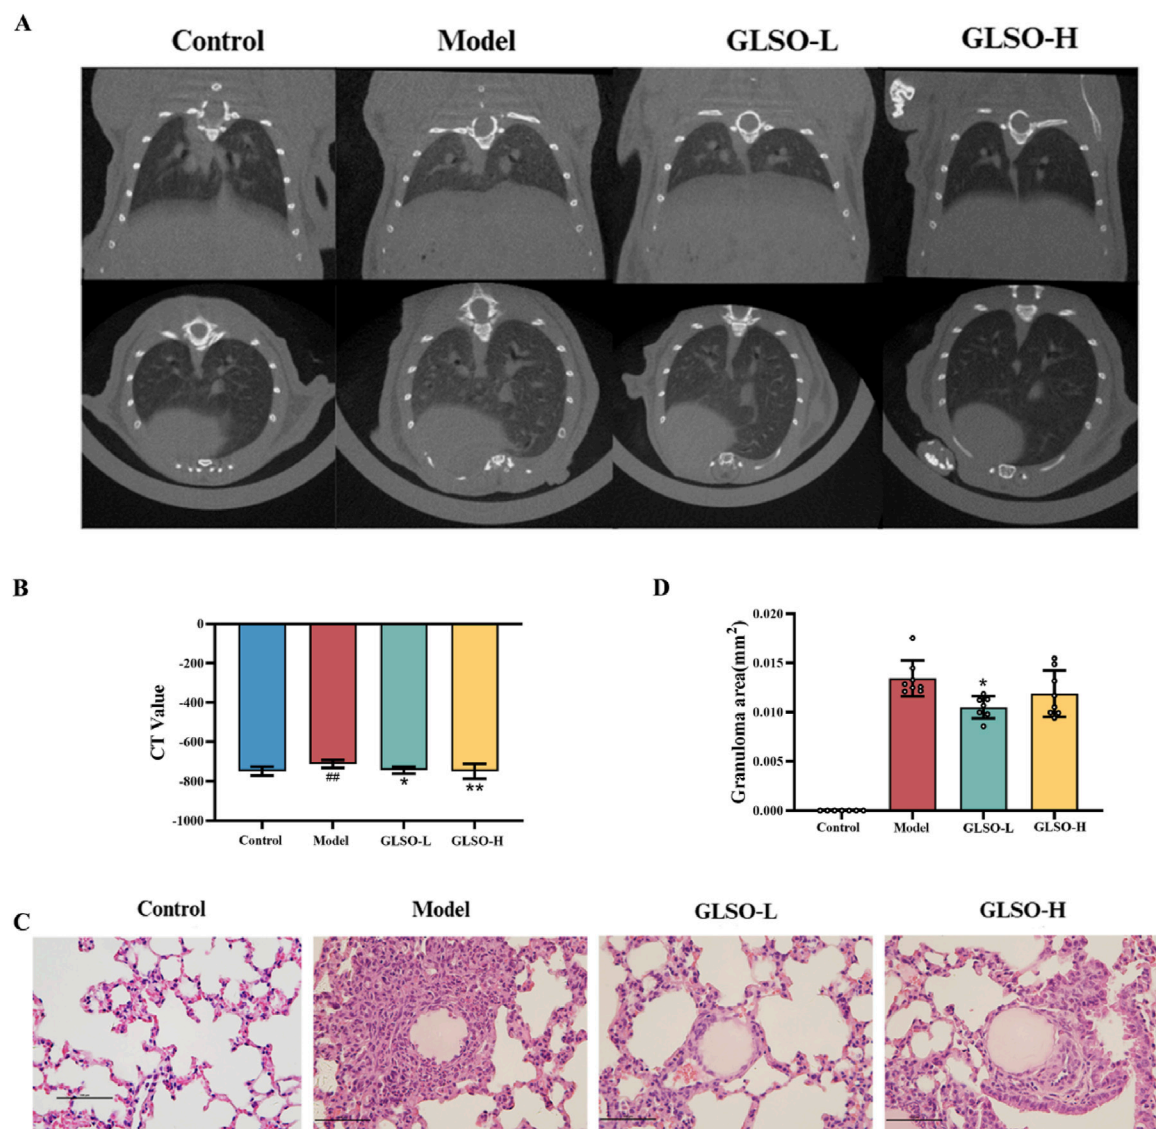 A
Control Model GLSO-L GLSO-H
B
0
-200
-400
-600
-800
-1000
CT Value
## * **
Control Model GLSO-L GLSO-H
D
0.020
0.015
0.010
0.005
0.000
Granuloma area(mm²)
*
Control Model GLSO-L GLSO-H
C
Control Model GLSO-L GLSO-H